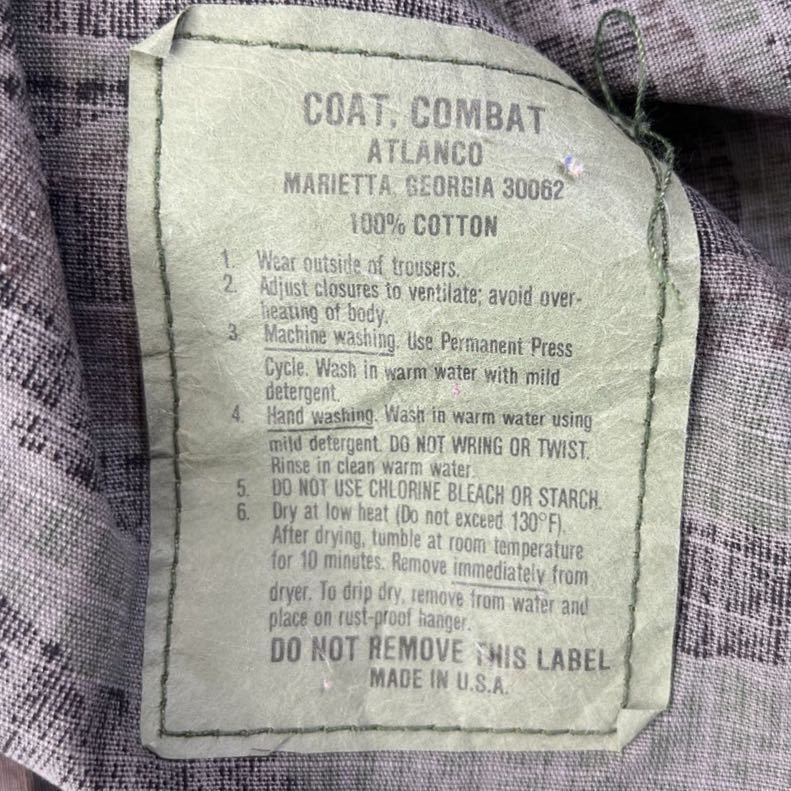 COAT, COMBAT
ATLANCO
MARIETTA, GEORGIA 30062
100% COTTON
1. Wear outside of trousers.
2. Adjust closures to ventilate; avoid over-
heating of body.
3. Machine washing. Use Permanent Press
Cycle. Wash in warm water with mild
detergent.
4. Hand washing. Wash in warm water using
mild detergent. DO NOT WRING OR TWIST.
Rinse in clean warm water.
5. DO NOT USE CHLORINE BLEACH OR STARCH.
6. Dry at low heat (Do not exceed 130°F).
After drying, tumble at room temperature
for 10 minutes. Remove immediately from
dryer. To drip dry, remove from water and
place on rust-proof hanger.
DO NOT REMOVE THIS LABEL
MADE IN U.S.A.